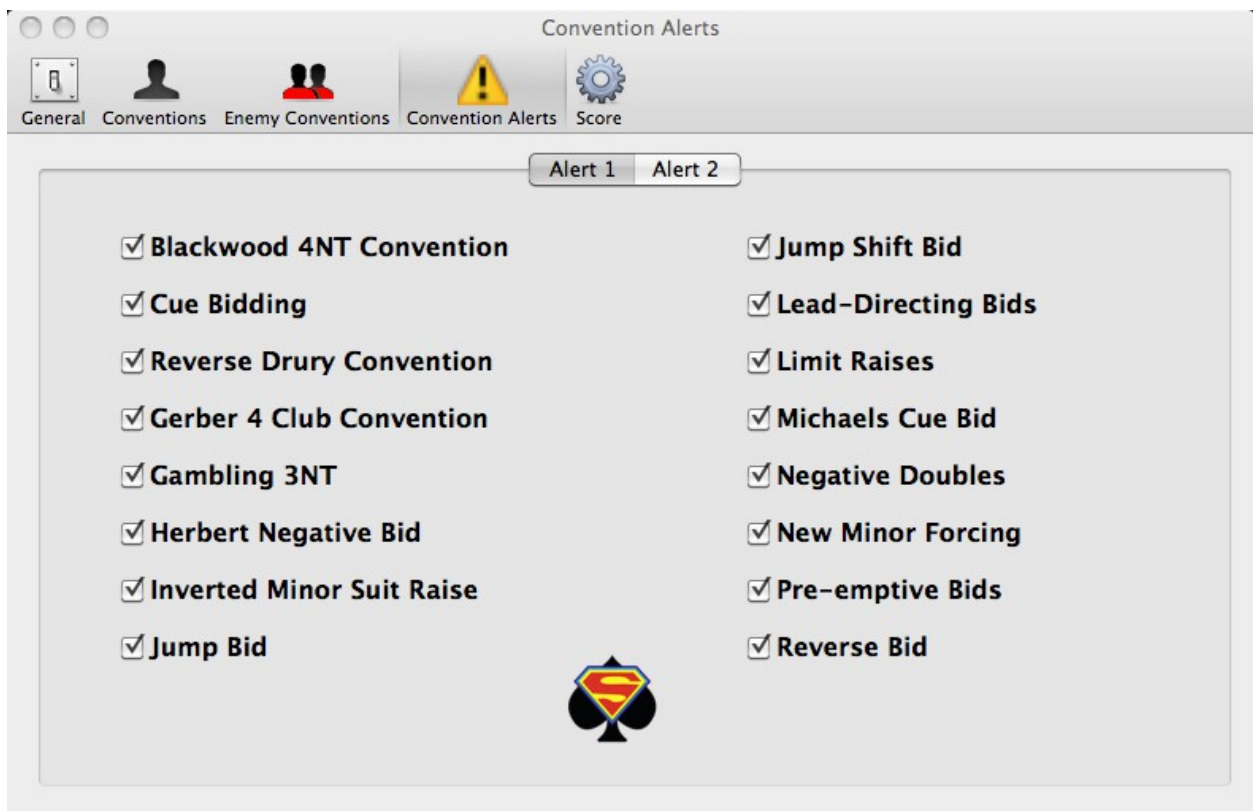 Convention Alerts
General Conventions Enemy Conventions Convention Alerts Score
Alert 1 Alert 2
Blackwood 4NT Convention
Cue Bidding
Reverse Drury Convention
Gerber 4 Club Convention
Gambling 3NT
Herbert Negative Bid
Inverted Minor Suit Raise
Jump Bid
Jump Shift Bid
Lead-Directing Bids
Limit Raises
Michaels Cue Bid
Negative Doubles
New Minor Forcing
Pre-emptive Bids
Reverse Bid
S